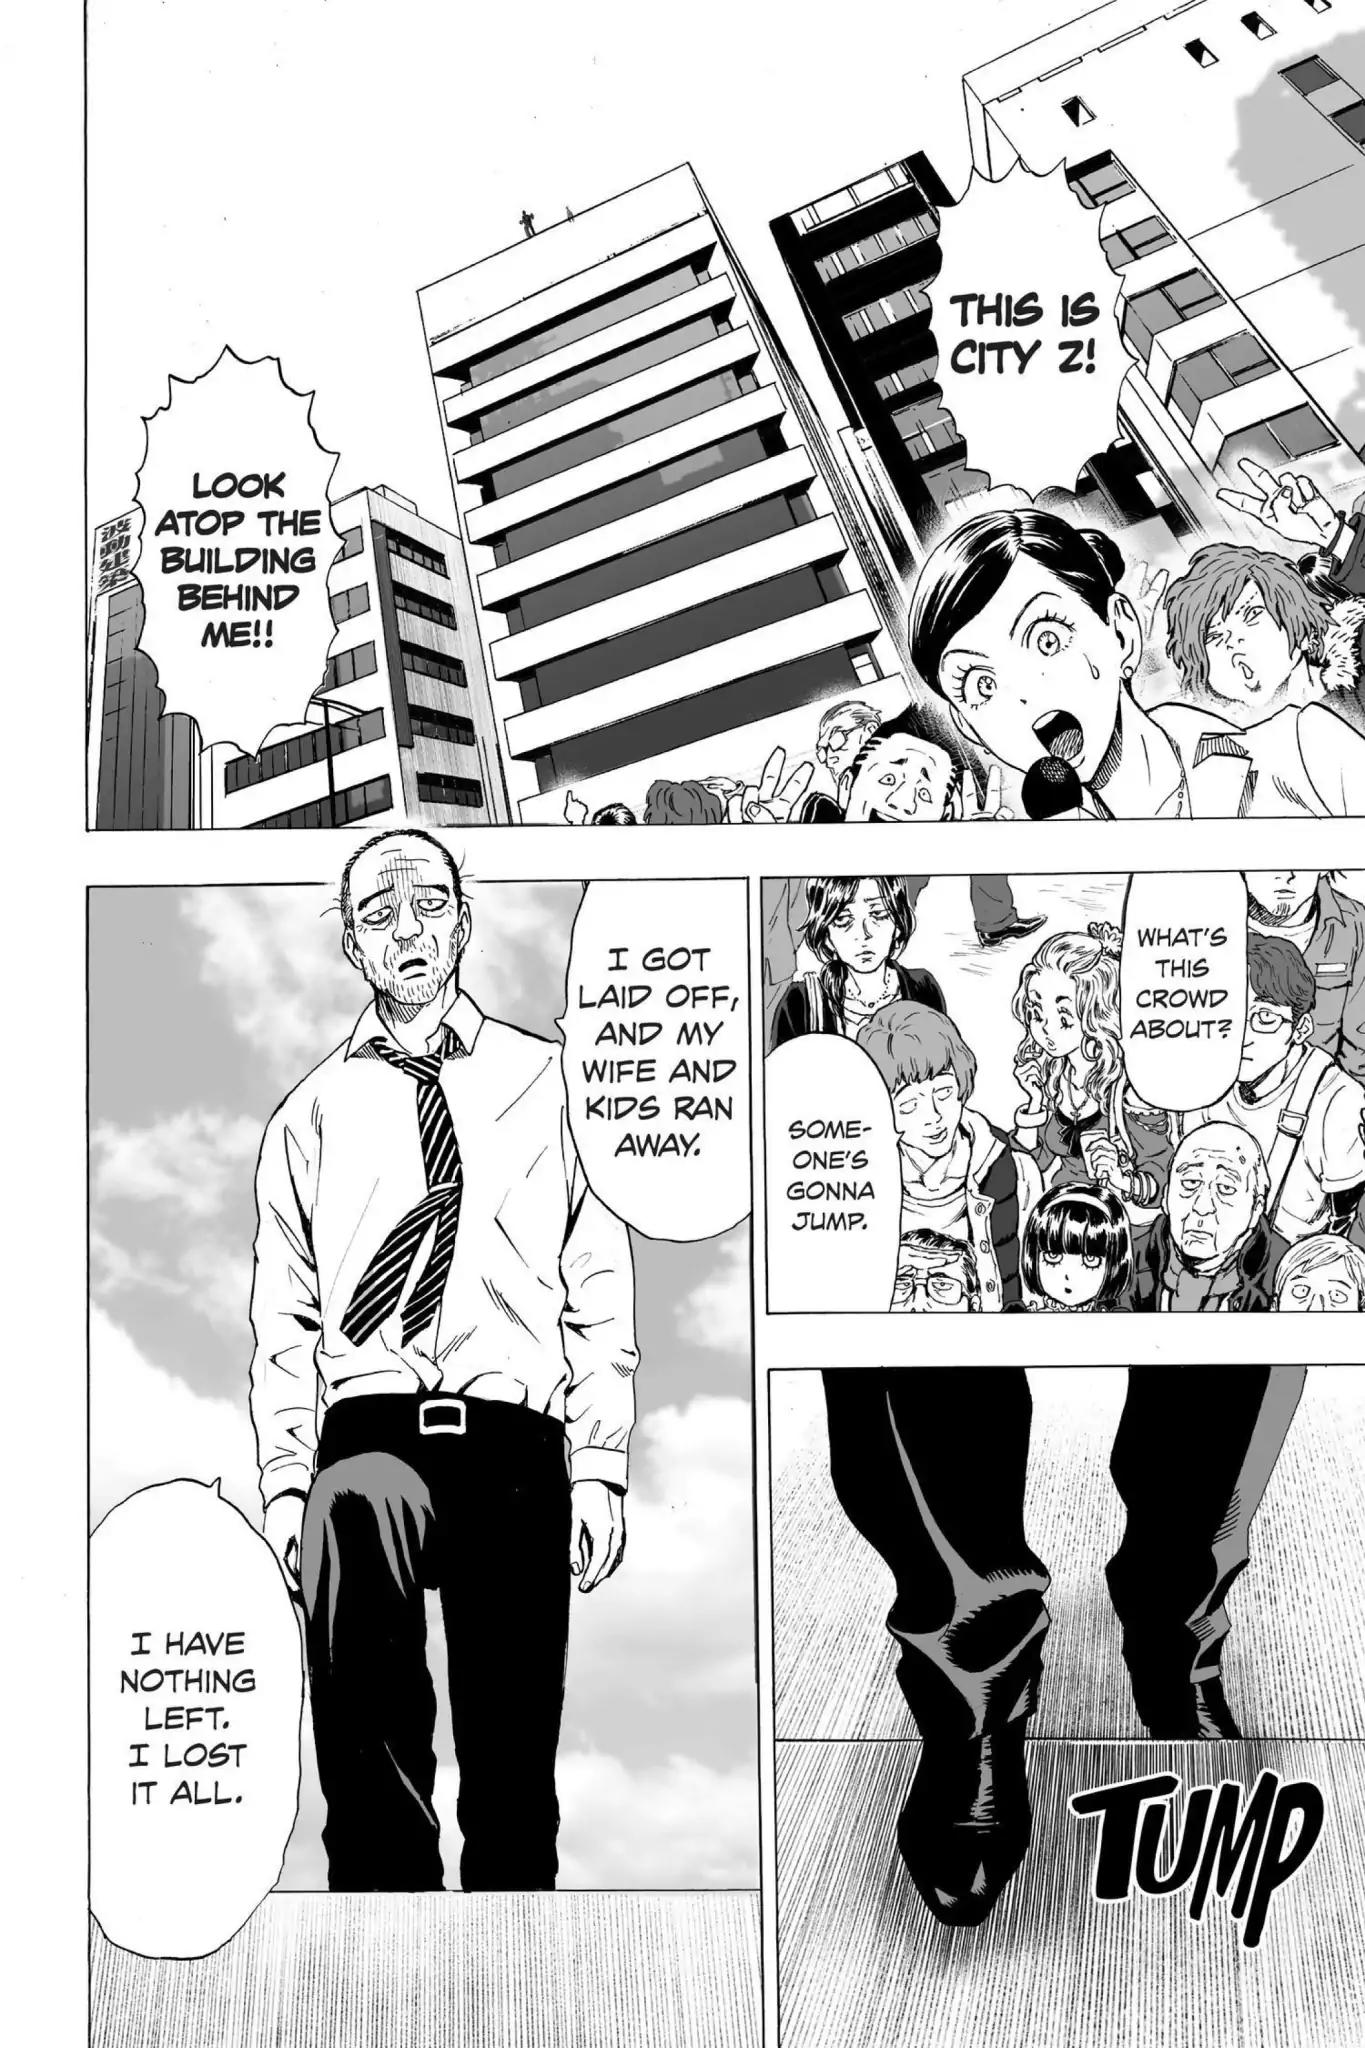 THIS IS
CITY Z!
LOOK
ATOP THE
BUILDING
BEHIND
ME!!
WHAT'S
THIS
CROWD
ABOUT?
SOME-
ONE'S
GONNA
JUMP.
TUMP
I GOT
LAID OFF,
AND MY
WIFE AND
KIDS RAN
AWAY.
I HAVE
NOTHING
LEFT.
I LOST
IT ALL.